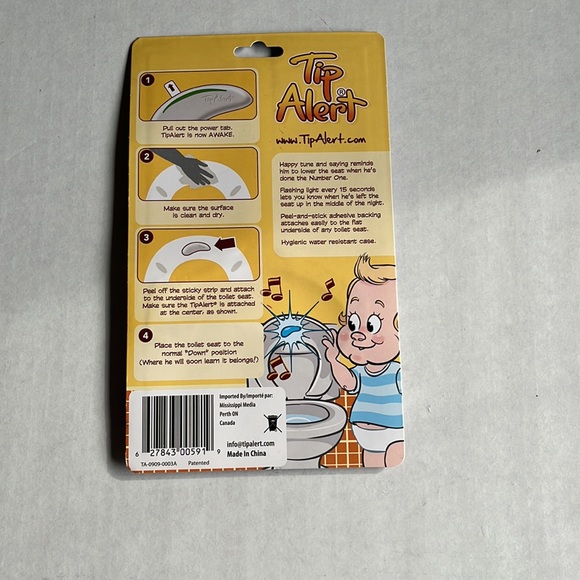 1
TipAlert
Pull out the power tab.
TipAlert is now AWAKE.
2
Make sure the surface
is clean and dry.
3
Peel off the sticky strip and attach
to the underside of the toilet seat.
Make sure the TipAlert® is attached
at the center, as shown.
4
Place the toilet seat to the
normal "Down" position
(Where he will soon learn it belongs!)
Tip
Alert®
www.TipAlert.com
Happy tune and saying reminds
him to lower the seat when he's
done the Number One.
Flashing light every 15 seconds
lets you know when he's left the
seat up in the middle of the night.
Peel-and-stick adhesive backing
attaches easily to the flat
underside of any toilet seat.
Hygienic water resistant case.
6 27843 00591 9
TA-0909-0003A Patented
Imported By/Importé par:
Mississippi Media
Perth ON
Canada
info@tipalert.com
Made In China